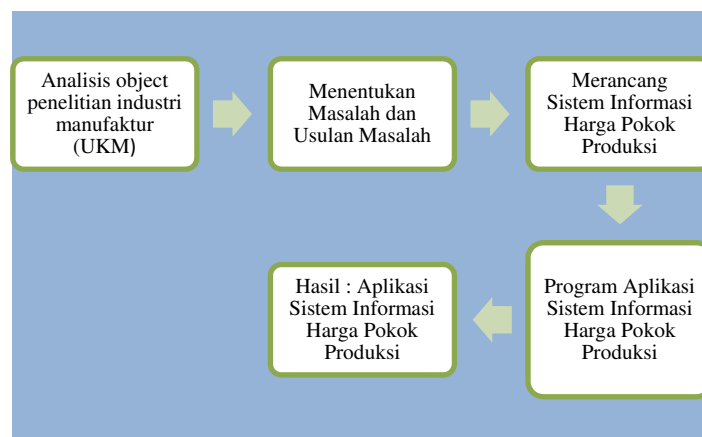 Analisis object
penelitian industri
manufaktur
(UKM)
Menentukan
Masalah dan
Usulan Masalah
Merancang
Sistem Informasi
Harga Pokok
Produksi
Program Aplikasi
Sistem Informasi
Harga Pokok
Produksi
Hasil : Aplikasi
Sistem Informasi
Harga Pokok
Produksi